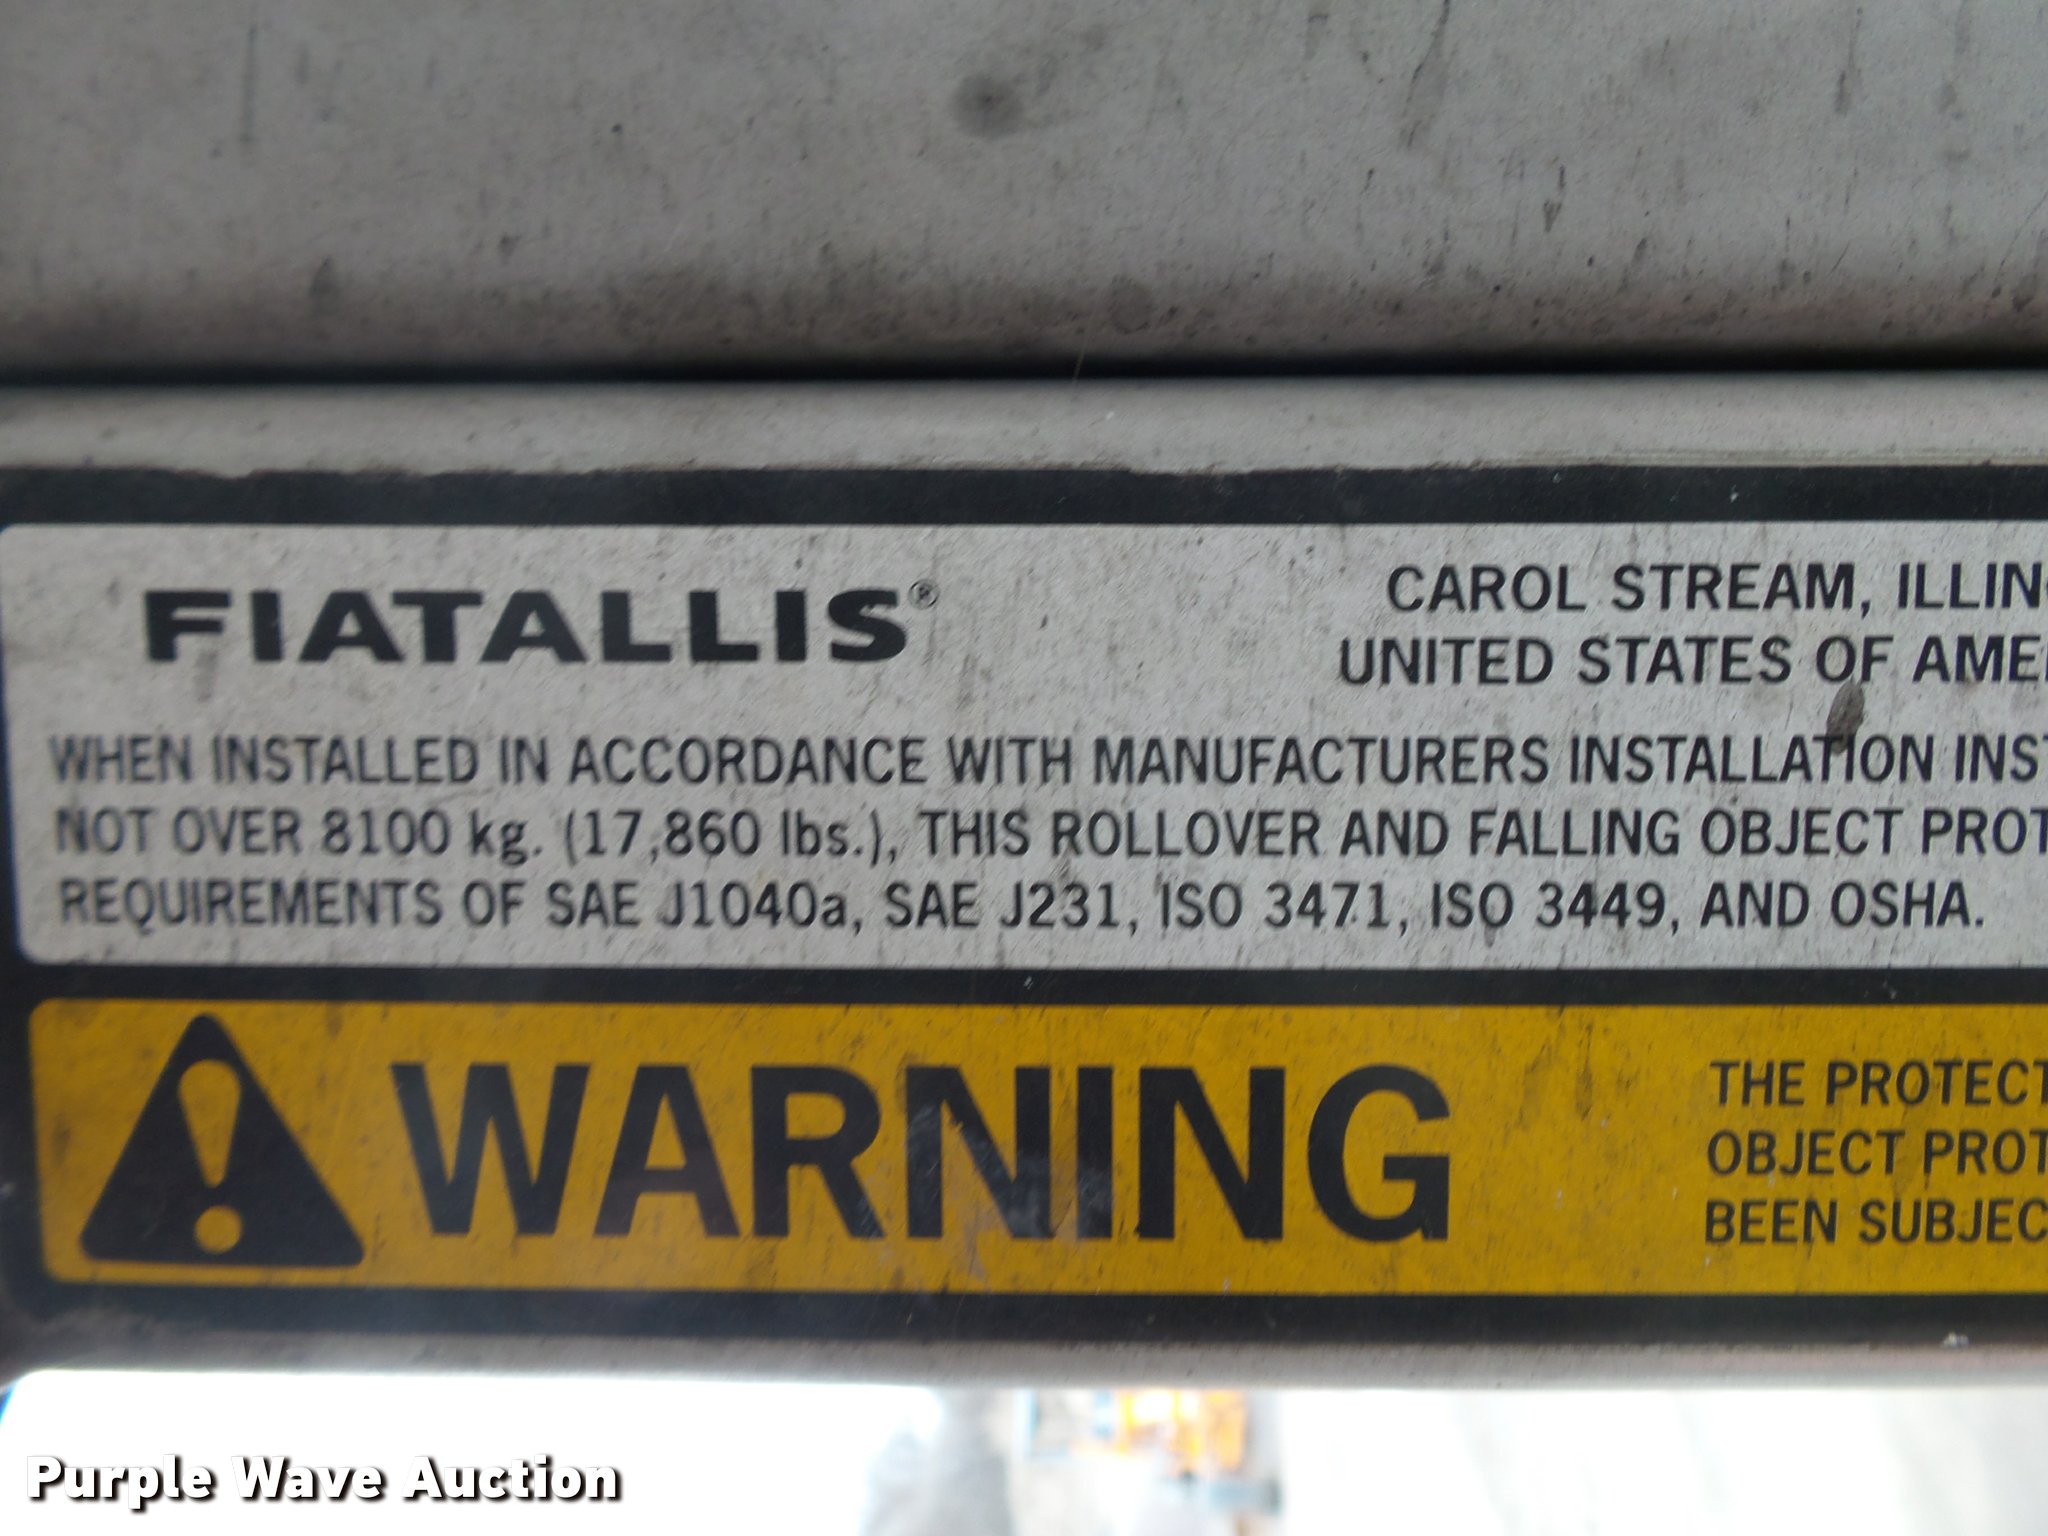 FIATALLIS®
CAROL STREAM, ILLIN
UNITED STATES OF AME
WHEN INSTALLED IN ACCORDANCE WITH MANUFACTURERS INSTALLATION INST
NOT OVER 8100 kg. (17,860 lbs.), THIS ROLLOVER AND FALLING OBJECT PROT
REQUIREMENTS OF SAE J1040a, SAE J231, ISO 3471, ISO 3449, AND OSHA.
WARNING
THE PROTECT
OBJECT PROT
BEEN SUBJEC
Purple Wave Auction